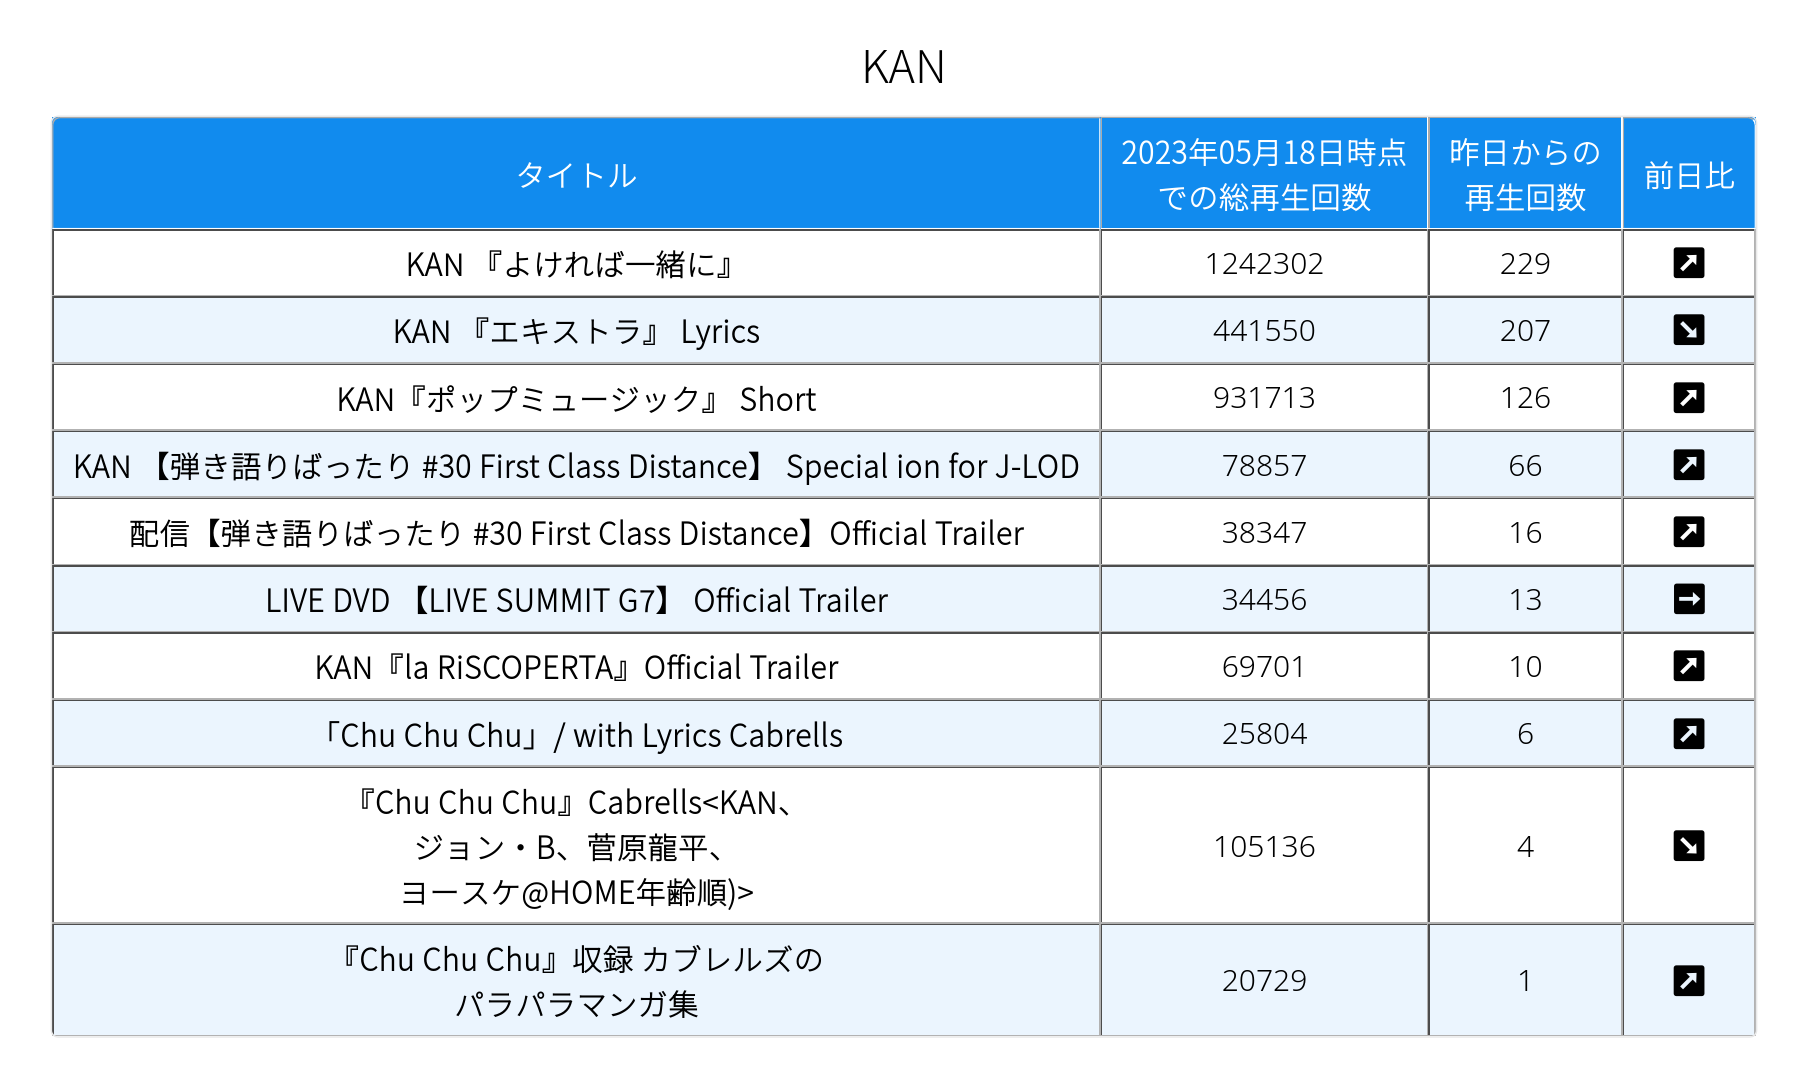 KAN
タイトル
2023年05月18日時点
での総再生回数
昨日からの
再生回数
前日比
KAN 『よければ一緒に』
1242302
229
KAN 『エキストラ』 Lyrics
441550
207
KAN『ポップミュージック』 Short
931713
126
KAN 【弾き語りばったり #30 First Class Distance】 Special ion for J-LOD
78857
66
配信【弾き語りばったり #30 First Class Distance】Official Trailer
38347
16
LIVE DVD 【LIVE SUMMIT G7】 Official Trailer
34456
13
KAN『la RiSCOPERTA』Official Trailer
69701
10
「Chu Chu Chu」/ with Lyrics Cabrells
25804
6
『Chu Chu Chu』Cabrells<KAN、
ジョン・B、菅原龍平、
ヨースケ@HOME年齢順)>
105136
4
『Chu Chu Chu』収録 カブレルズの
パラパラマンガ集
20729
1